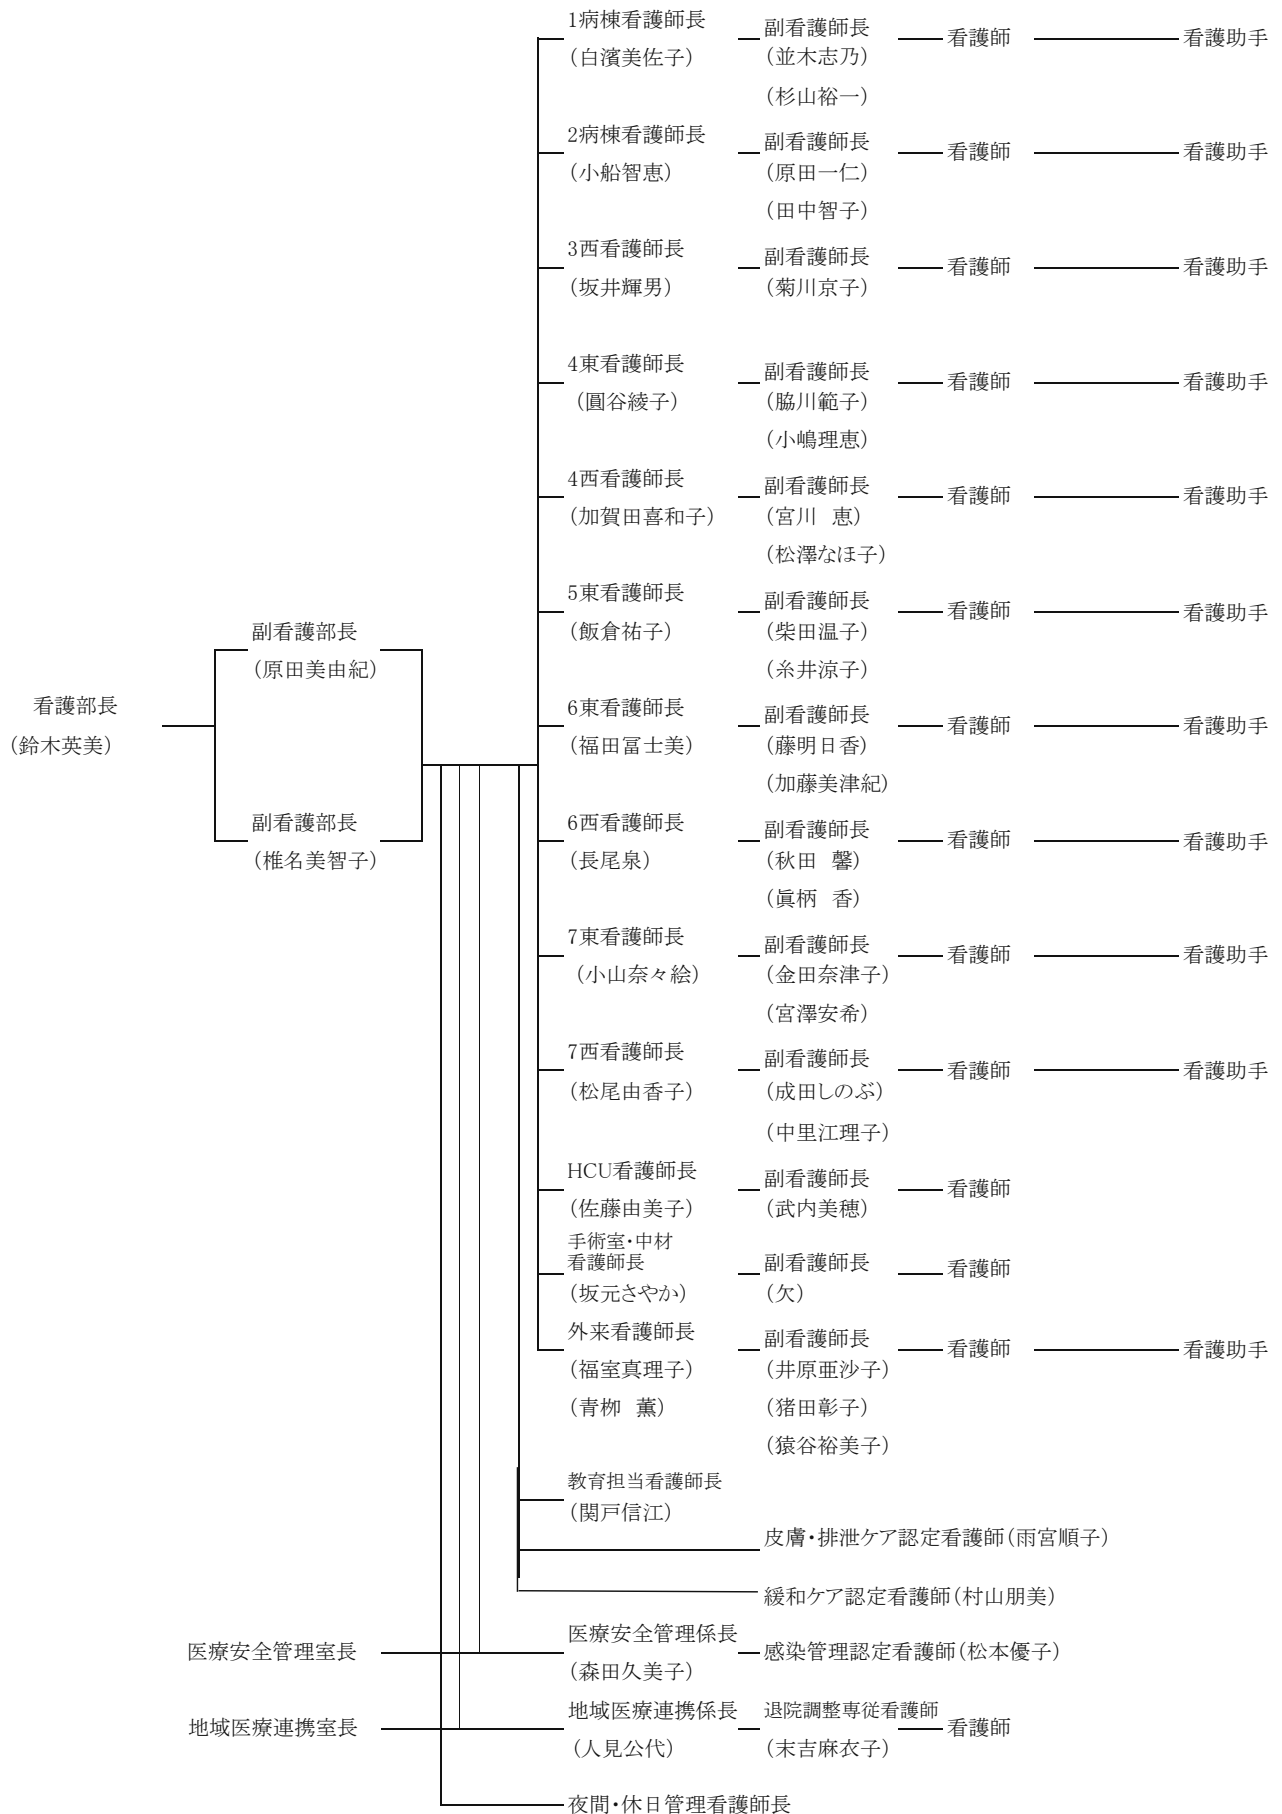 1病棟看護師長
(白濱美佐子)
副看護師長
(並木志乃)
(杉山裕一)
看護師
看護助手
2病棟看護師長
(小船智恵)
副看護師長
(原田一仁)
(田中智子)
看護師
看護助手
3西看護師長
(坂井輝男)
副看護師長
(菊川京子)
看護師
看護助手
4東看護師長
(圓谷綾子)
副看護師長
(脇川範子)
(小嶋理恵)
看護師
看護助手
4西看護師長
(加賀田喜和子)
副看護師長
(宮川 恵)
(松澤なほ子)
看護師
看護助手
5東看護師長
(飯倉祐子)
副看護師長
(柴田温子)
(糸井涼子)
看護師
看護助手
副看護部長
(原田美由紀)
看護部長
(鈴木英美)
副看護部長
(椎名美智子)
6東看護師長
(福田冨士美)
副看護師長
(藤明日香)
(加藤美津紀)
看護師
看護助手
6西看護師長
(長尾泉)
副看護師長
(秋田 馨)
(眞柄 香)
看護師
看護助手
7東看護師長
(小山奈々絵)
副看護師長
(金田奈津子)
(宮澤安希)
看護師
看護助手
7西看護師長
(松尾由香子)
副看護師長
(成田しのぶ)
(中里江理子)
看護師
看護助手
HCU看護師長
(佐藤由美子)
副看護師長
(武内美穂)
看護師
手術室・中材
看護師長
(坂元さやか)
副看護師長
(欠)
看護師
外来看護師長
(福室真理子)
(青栁 薫)
副看護師長
(井原亜沙子)
(猪田彰子)
(猿谷裕美子)
看護師
看護助手
教育担当看護師長
(関戸信江)
皮膚・排泄ケア認定看護師(雨宮順子)
緩和ケア認定看護師(村山朋美)
医療安全管理室長
医療安全管理係長
(森田久美子)
感染管理認定看護師(松本優子)
地域医療連携室長
地域医療連携係長
(人見公代)
退院調整専従看護師
(末吉麻衣子)
看護師
夜間・休日管理看護師長